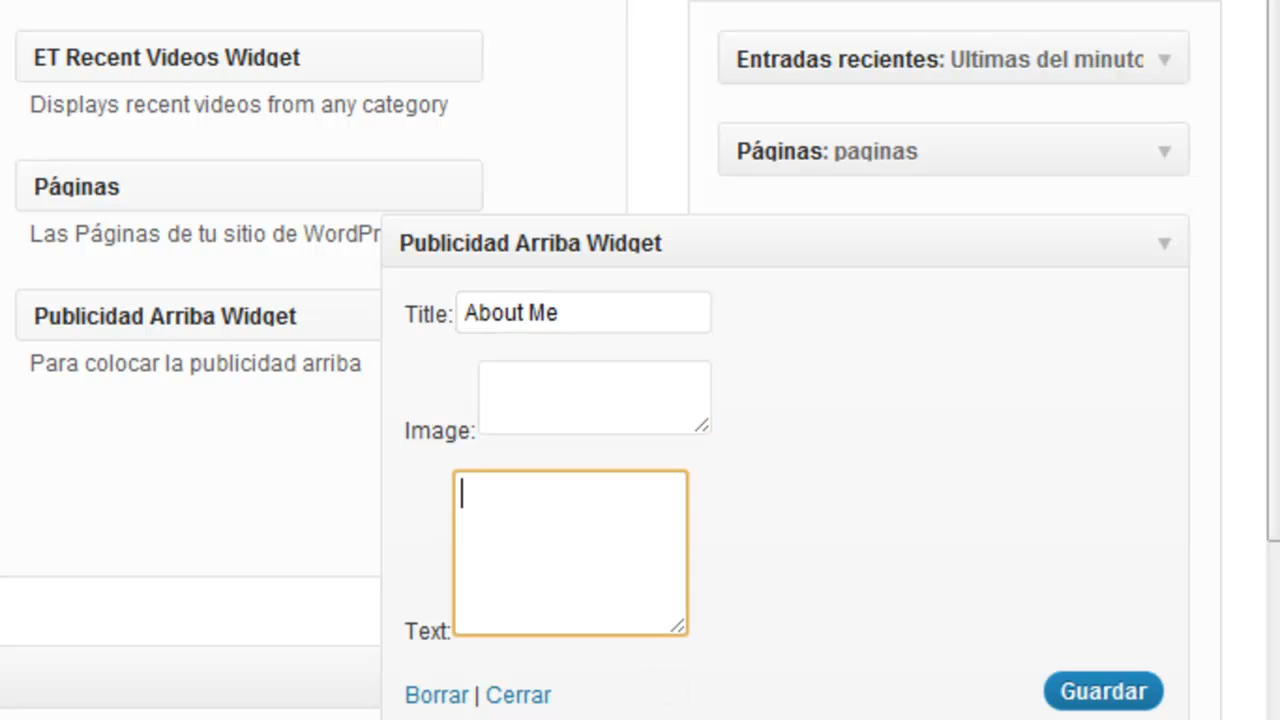 ET Recent Videos Widget
Displays recent videos from any category
Páginas
Las Páginas de tu sitio de WordPr
Publicidad Arriba Widget
Para colocar la publicidad arriba
Entradas recientes: Ultimas del minuto
Páginas: paginas
Publicidad Arriba Widget
Title: About Me
Image:
Text:
Borrar | Cerrar
Guardar